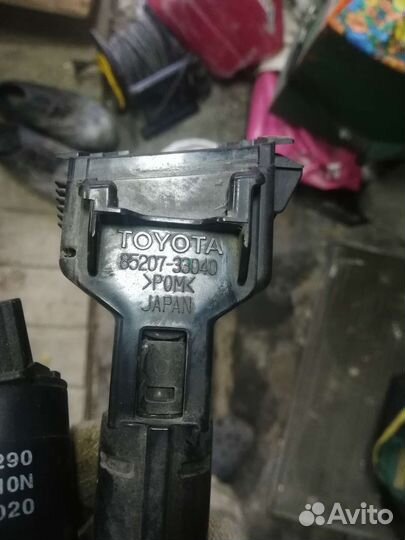 TOYOTA
85207-33040
>POM<
JAPAN
290
10N
020
Avito